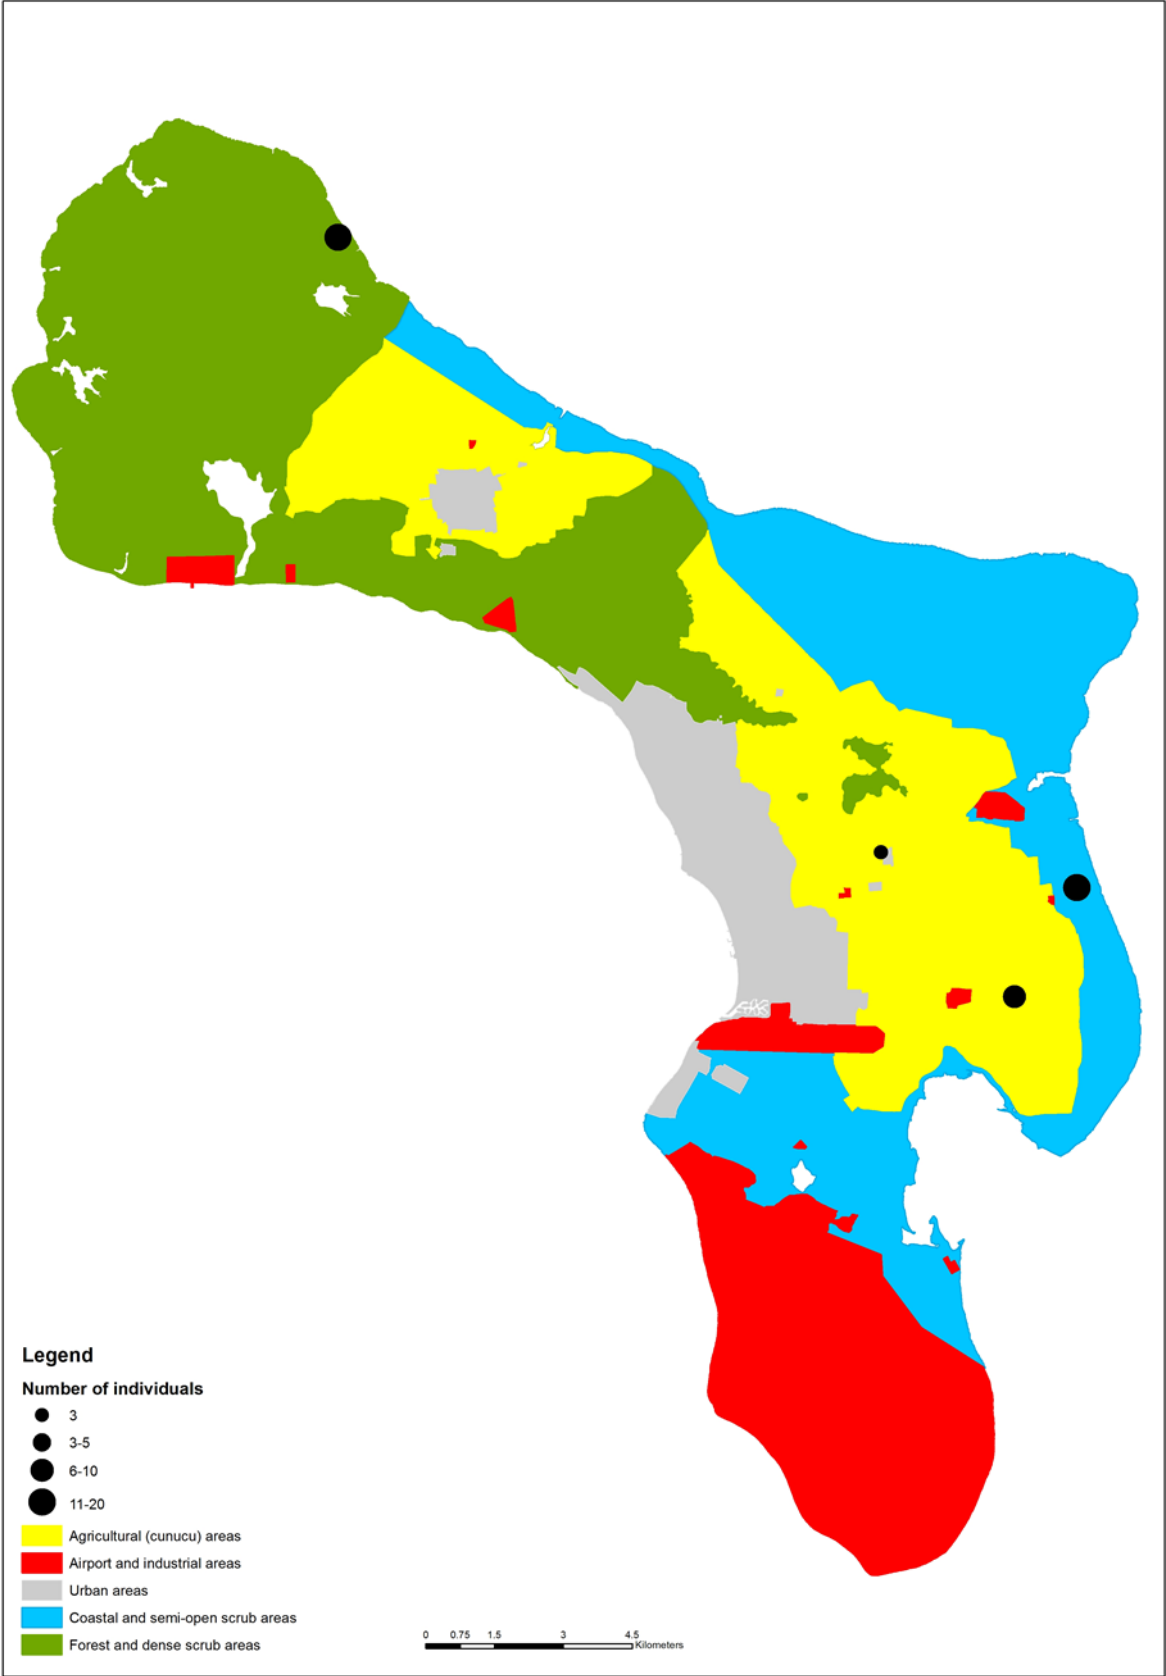 Legend
Number of individuals
3
3-5
6-10
11-20
Agricultural (cunucu) areas
Airport and industrial areas
Urban areas
Coastal and semi-open scrub areas
Forest and dense scrub areas
0 0.75 1.5 3 4.5
Kilometers